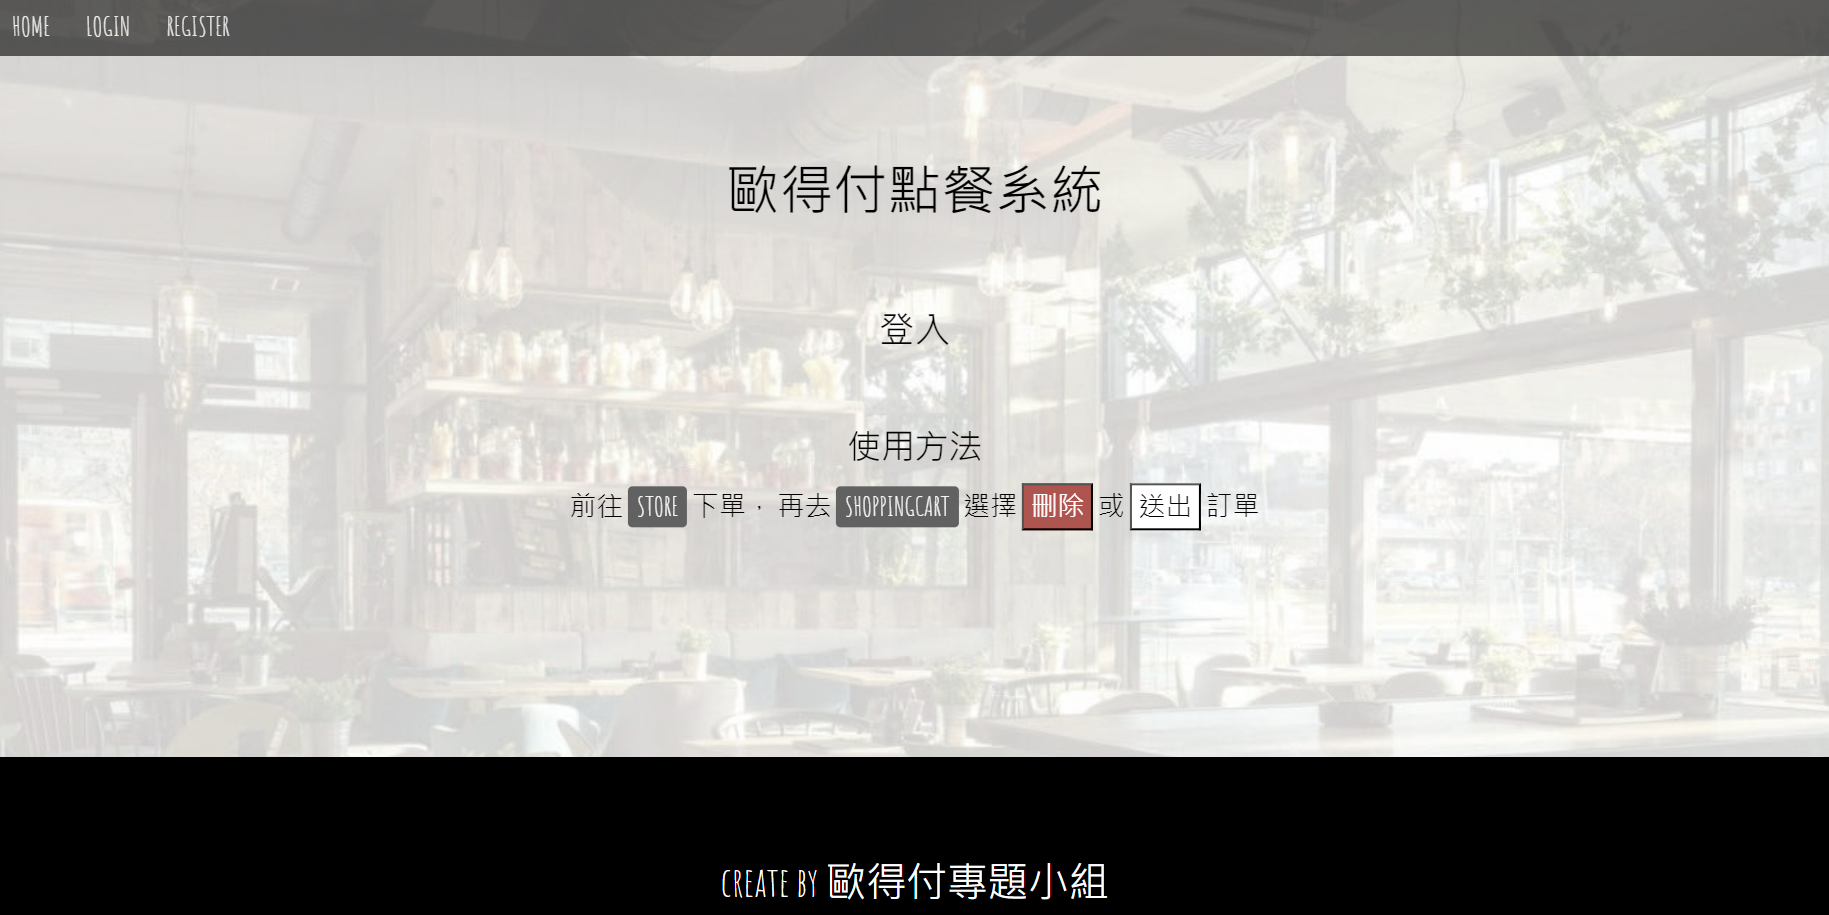 HOME LOGIN REGISTER
歐得付點餐系統
登入
使用方法
前往 STORE 下單， 再去 SHOPPINGCART 選擇 刪除 或 送出 訂單
CREATE BY 歐得付專題小組